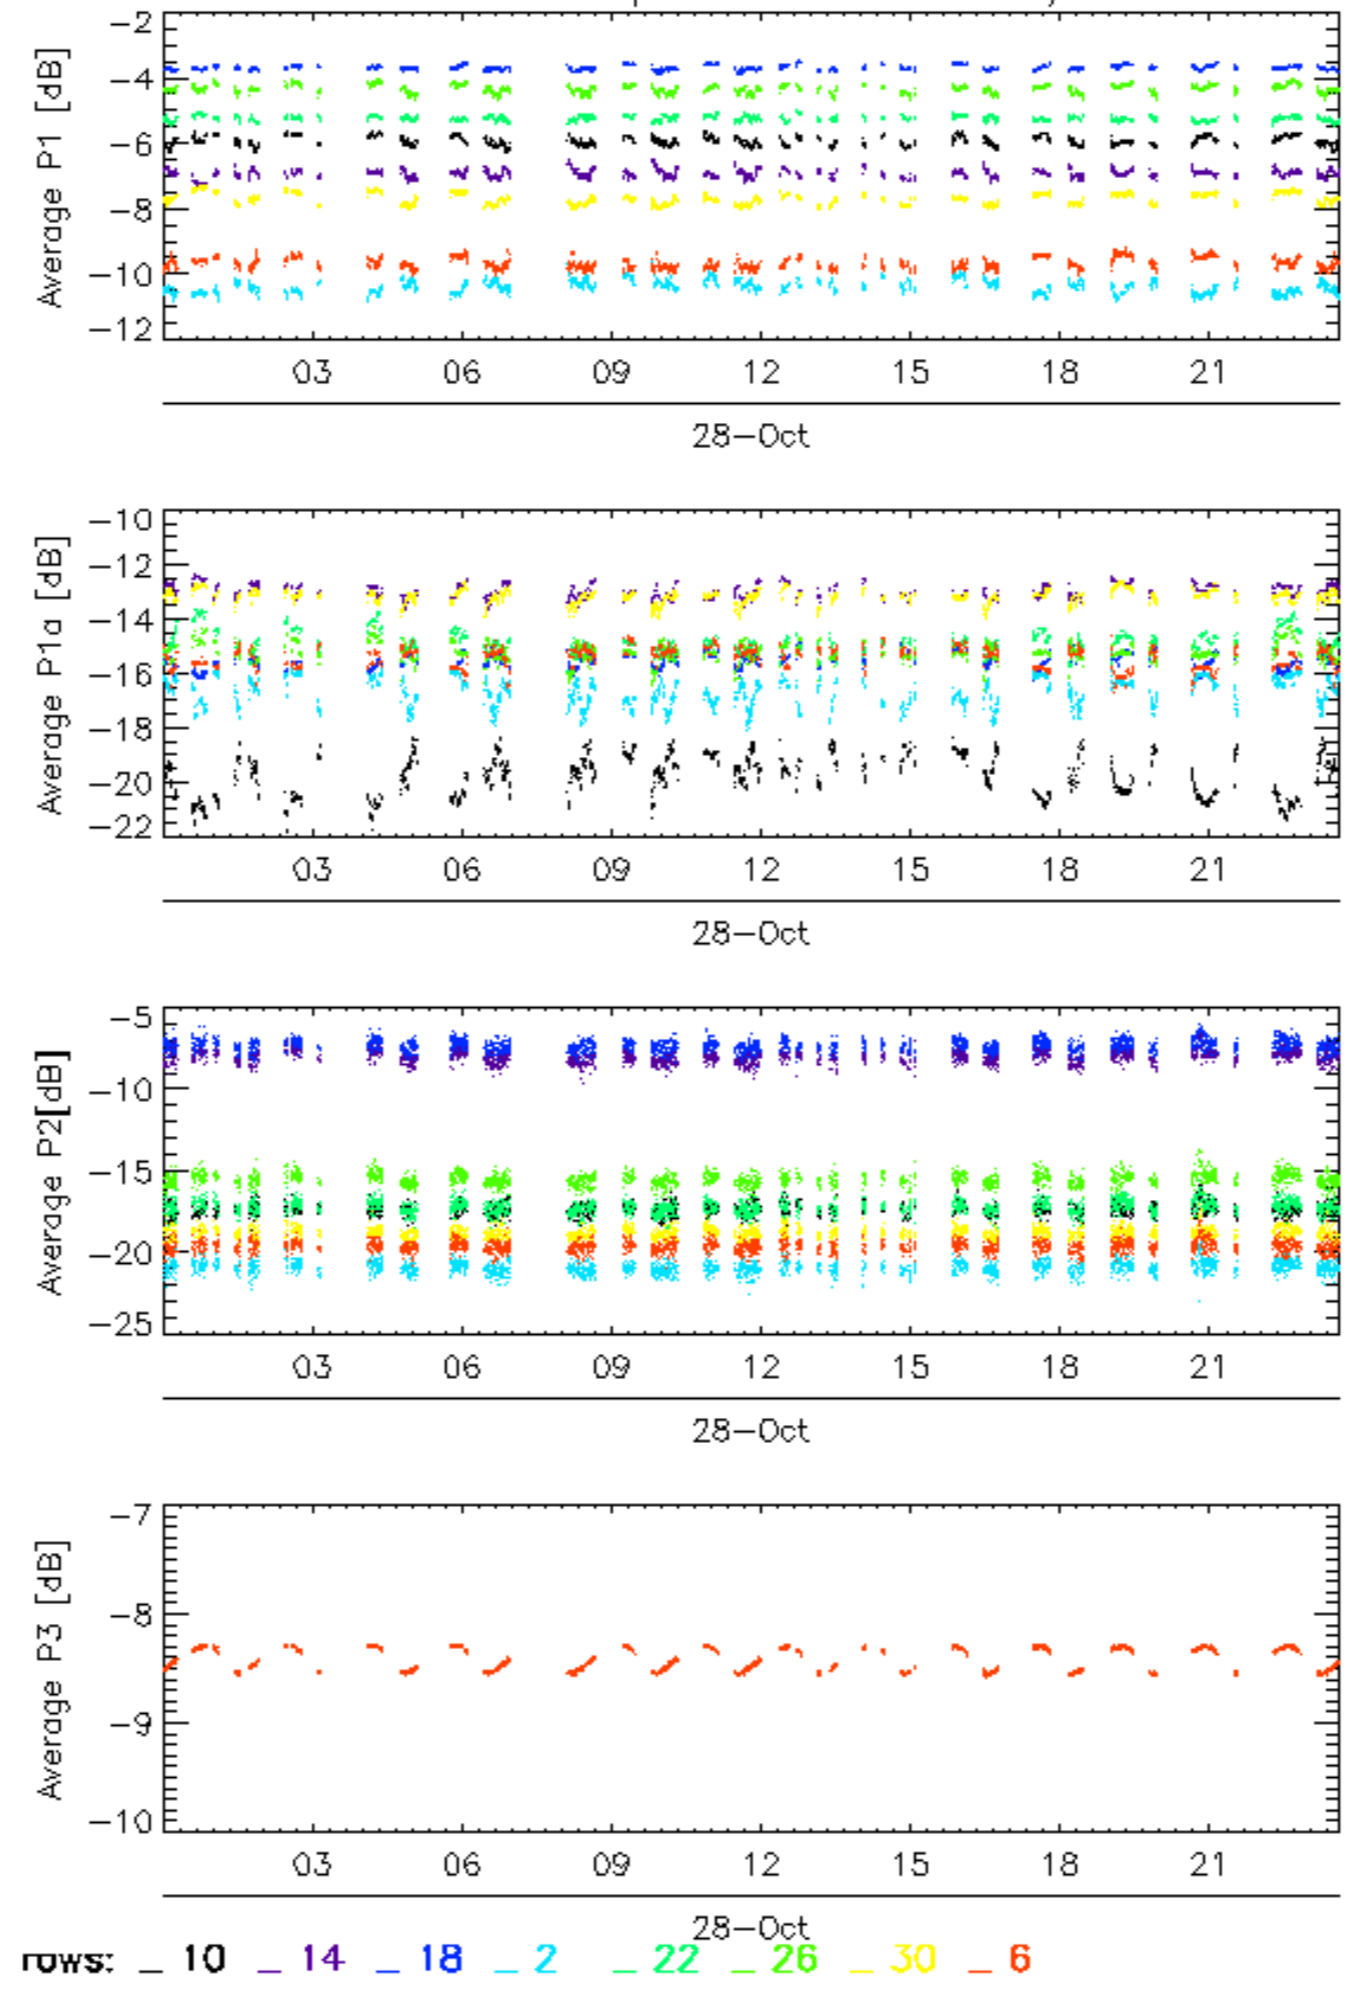 Average P1 [dB]
−2
−4
−6
−8
−10
−12
03 06 09 12 15 18 21
28−Oct
Average P1a [dB]
−10
−12
−14
−16
−18
−20
−22
03 06 09 12 15 18 21
28−Oct
Average P2[dB]
−5
−10
−15
−20
−25
03 06 09 12 15 18 21
28−Oct
Average P3 [dB]
−7
−8
−9
−10
03 06 09 12 15 18 21
28−Oct
rows: _ 10 _ 14 _ 18 _ 2 _ 22 _ 26 _ 30 _ 6